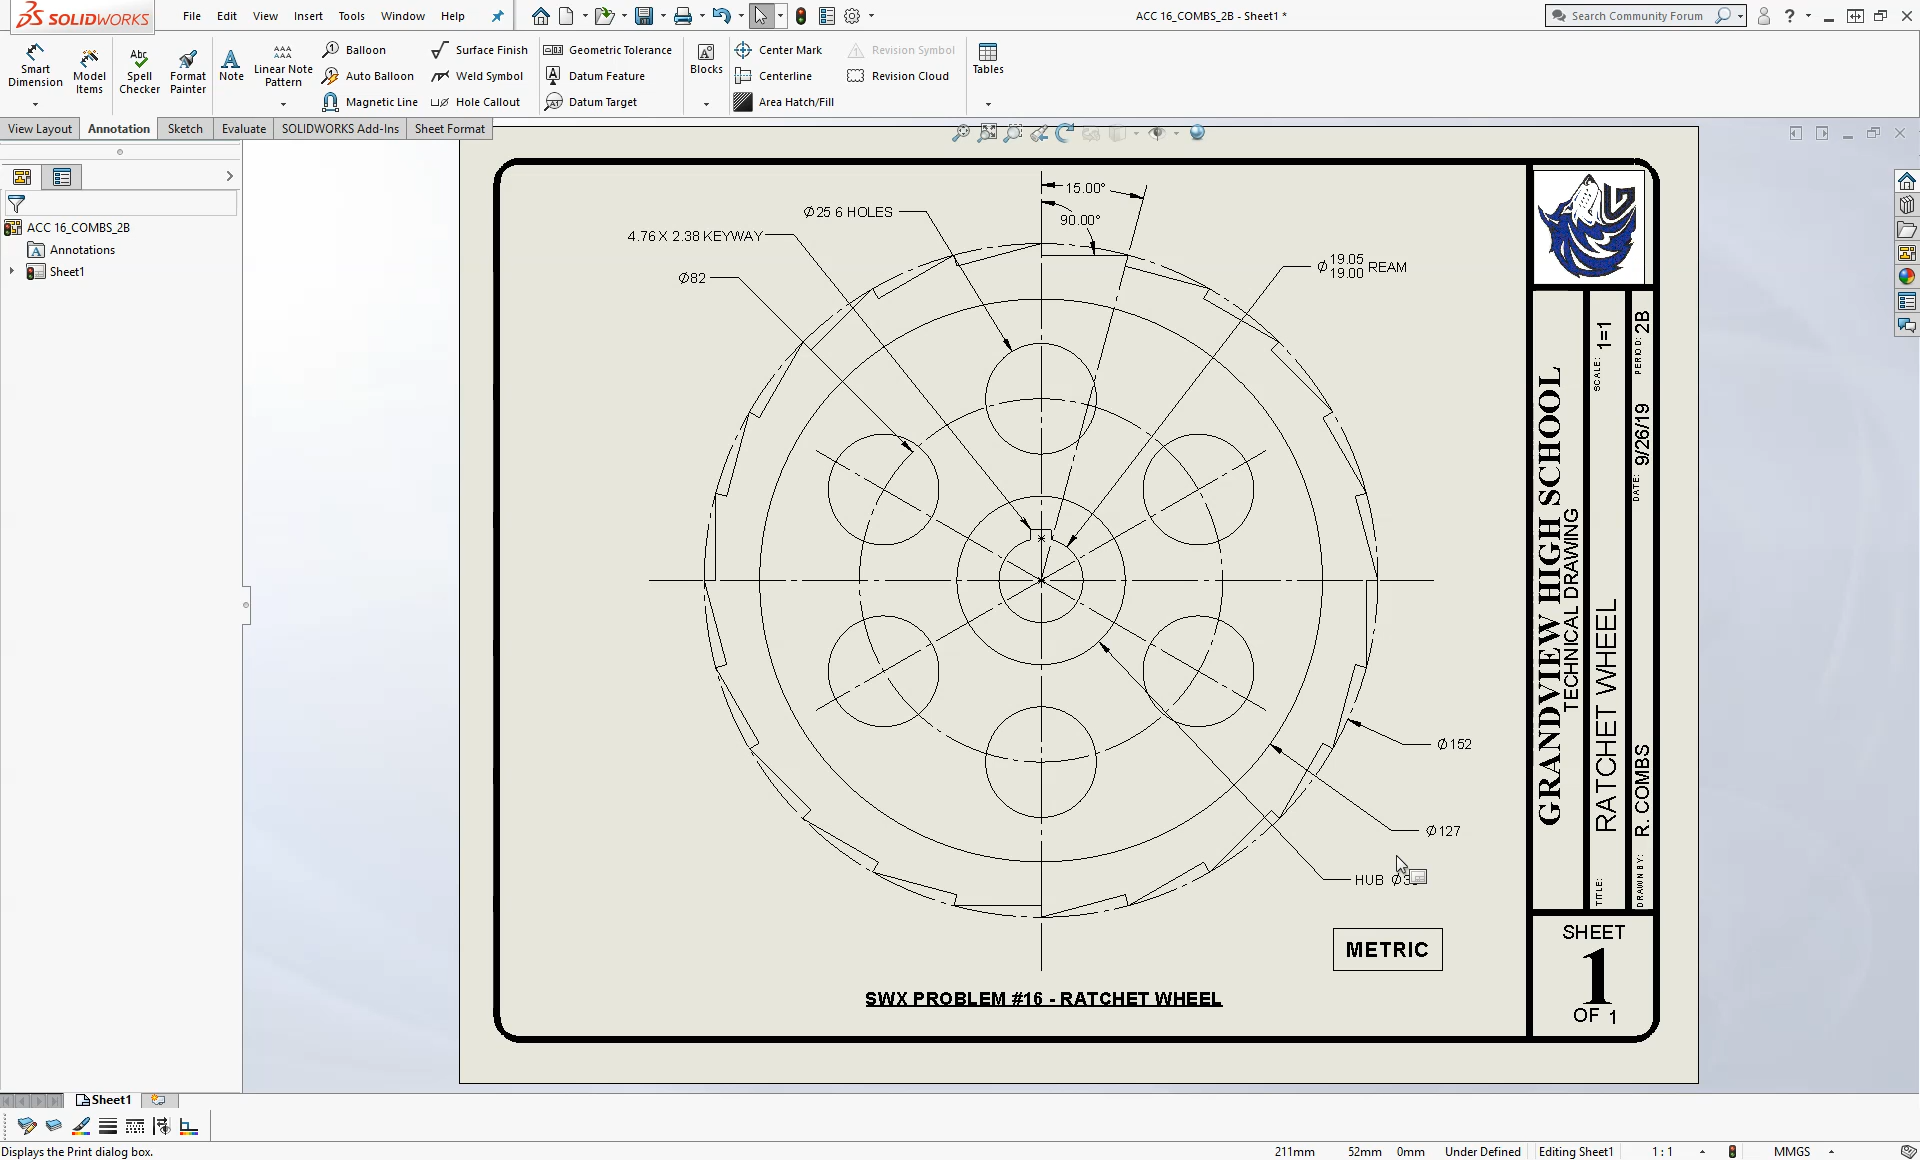 SOLIDWORKS
File Edit View Insert Tools Window Help
ACC 16_COMBS_2B - Sheet1 *
Search Community Forum
Smart Dimension
Model Items
Spell Checker
Format Painter
Note
Linear Note Pattern
Balloon
Auto Balloon
Magnetic Line
Surface Finish
Weld Symbol
Hole Callout
Geometric Tolerance
Datum Feature
Datum Target
Blocks
Center Mark
Centerline
Area Hatch/Fill
Revision Symbol
Revision Cloud
Tables
View Layout Annotation Sketch Evaluate SOLIDWORKS Add-Ins Sheet Format
ACC 16_COMBS_2B
Annotations
Sheet1
15.00°
90.00°
Ø25 6 HOLES
4.76 X 2.38 KEYWAY
Ø82
Ø 19.05
19.00 REAM
Ø152
Ø127
HUB
METRIC
SWX PROBLEM #16 - RATCHET WHEEL
GRANDVIEW HIGH SCHOOL
TECHNICAL DRAWING
TITLE: RATCHET WHEEL SCALE: 1=1
DRAWN BY: R. COMBS DATE: 9/26/19 PERIOD: 2B
SHEET
1
OF 1
Sheet1
Displays the Print dialog box.
211mm 52mm 0mm Under Defined Editing Sheet1 1 : 1 MMGS